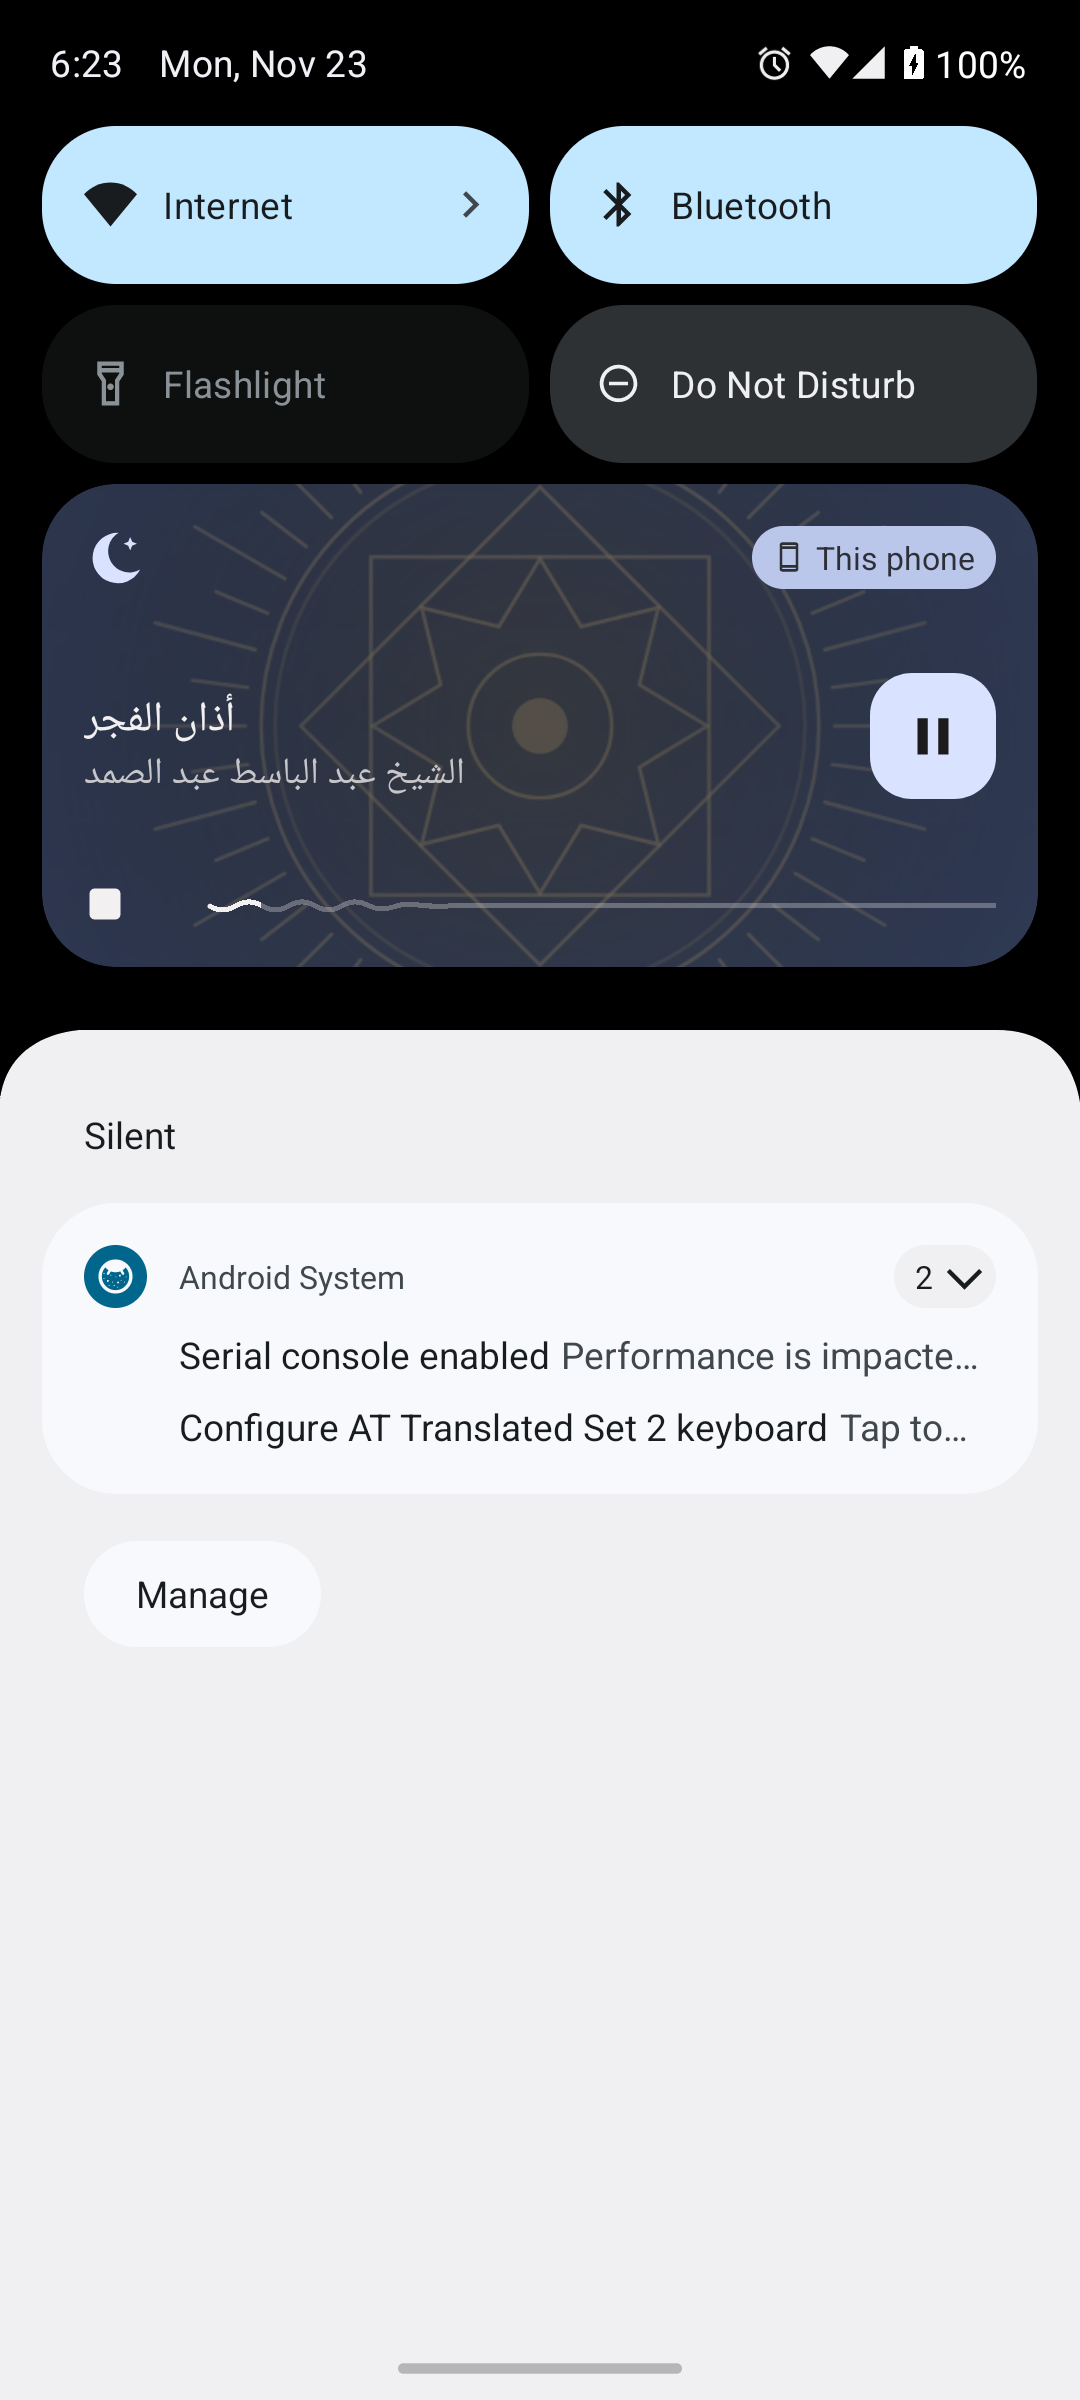 6:23 Mon, Nov 23 100%
Internet
Bluetooth
Flashlight
Do Not Disturb
This phone
أذان الفجر
الشيخ عبد الباسط عبد الصمد
Silent
Android System 2
Serial console enabled Performance is impacte…
Configure AT Translated Set 2 keyboard Tap to…
Manage